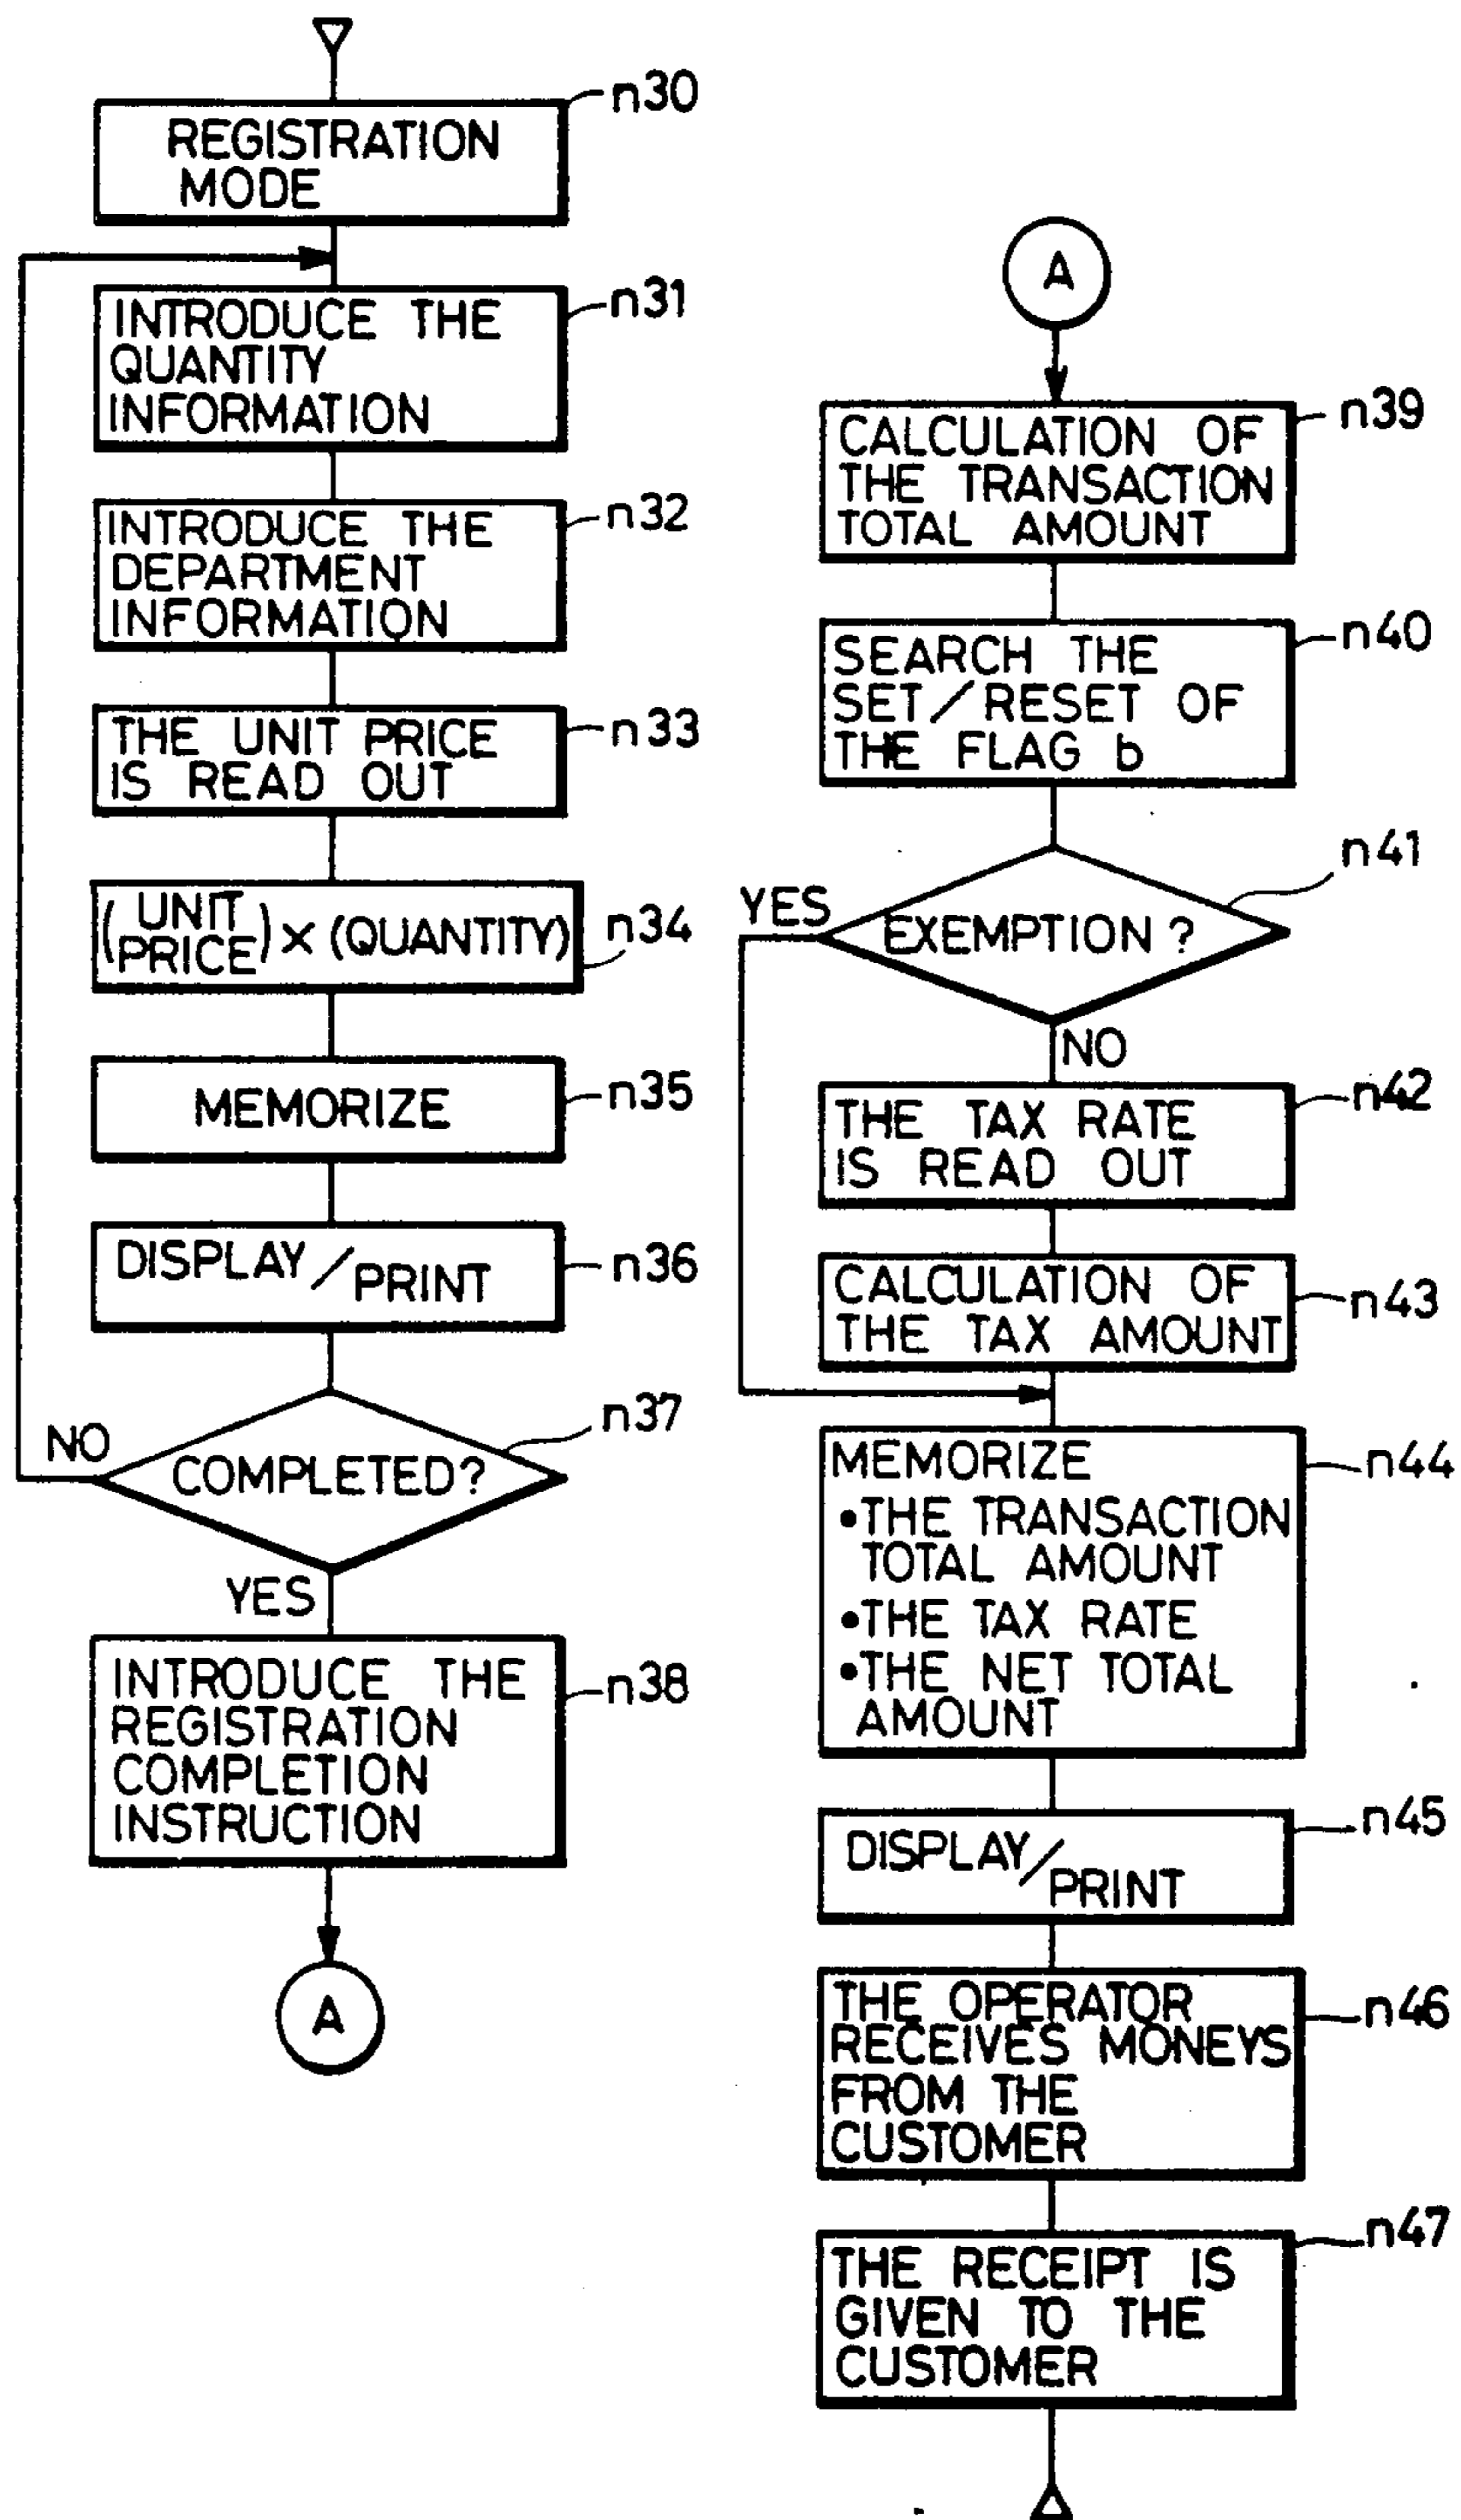 n30
REGISTRATION
MODE
n31
INTRODUCE THE
QUANTITY
INFORMATION
n32
INTRODUCE THE
DEPARTMENT
INFORMATION
n33
THE UNIT PRICE
IS READ OUT
n34
(UNIT
PRICE) × (QUANTITY)
n35
MEMORIZE
n36
DISPLAY/PRINT
n37
COMPLETED?
NO
YES
n38
INTRODUCE THE
REGISTRATION
COMPLETION
INSTRUCTION
A
A
n39
CALCULATION OF
THE TRANSACTION
TOTAL AMOUNT
n40
SEARCH THE
SET/RESET OF
THE FLAG b
n41
YES
EXEMPTION?
NO
n42
THE TAX RATE
IS READ OUT
n43
CALCULATION OF
THE TAX AMOUNT
n44
MEMORIZE
•THE TRANSACTION
TOTAL AMOUNT
•THE TAX RATE
•THE NET TOTAL
AMOUNT
n45
DISPLAY/PRINT
n46
THE OPERATOR
RECEIVES MONEYS
FROM THE
CUSTOMER
n47
THE RECEIPT IS
GIVEN TO THE
CUSTOMER